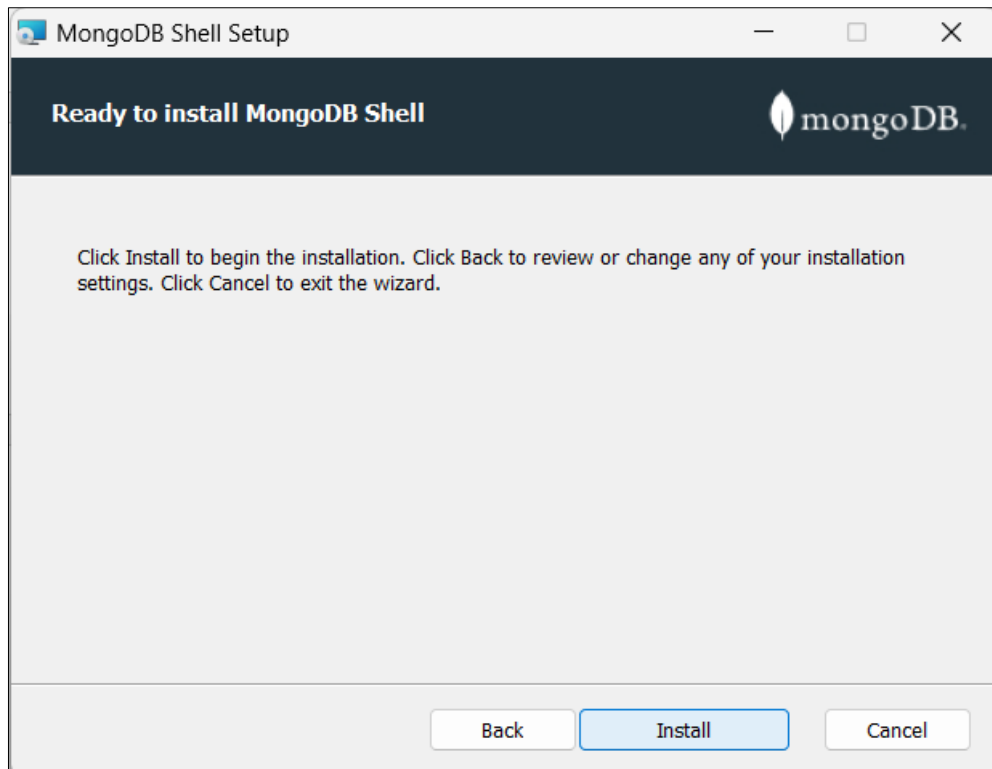 MongoDB Shell Setup
Ready to install MongoDB Shell
mongoDB.
Click Install to begin the installation. Click Back to review or change any of your installation
settings. Click Cancel to exit the wizard.
Back Install Cancel